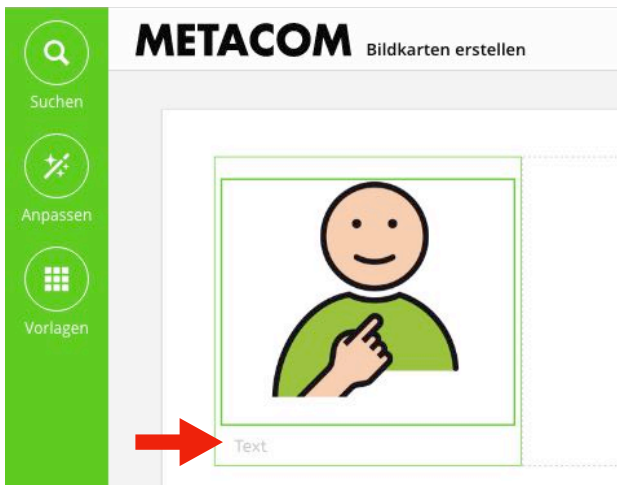 METACOM Bildkarten erstellen
Suchen
Anpassen
Vorlagen
Text